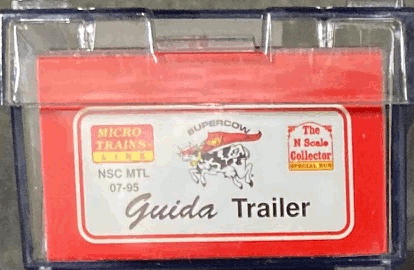 MICRO-
TRAINS
LINE
NSC MTL
07-95
SUPERCOW
The
N Scale
Collector
SPECIAL RUN
Guida Trailer